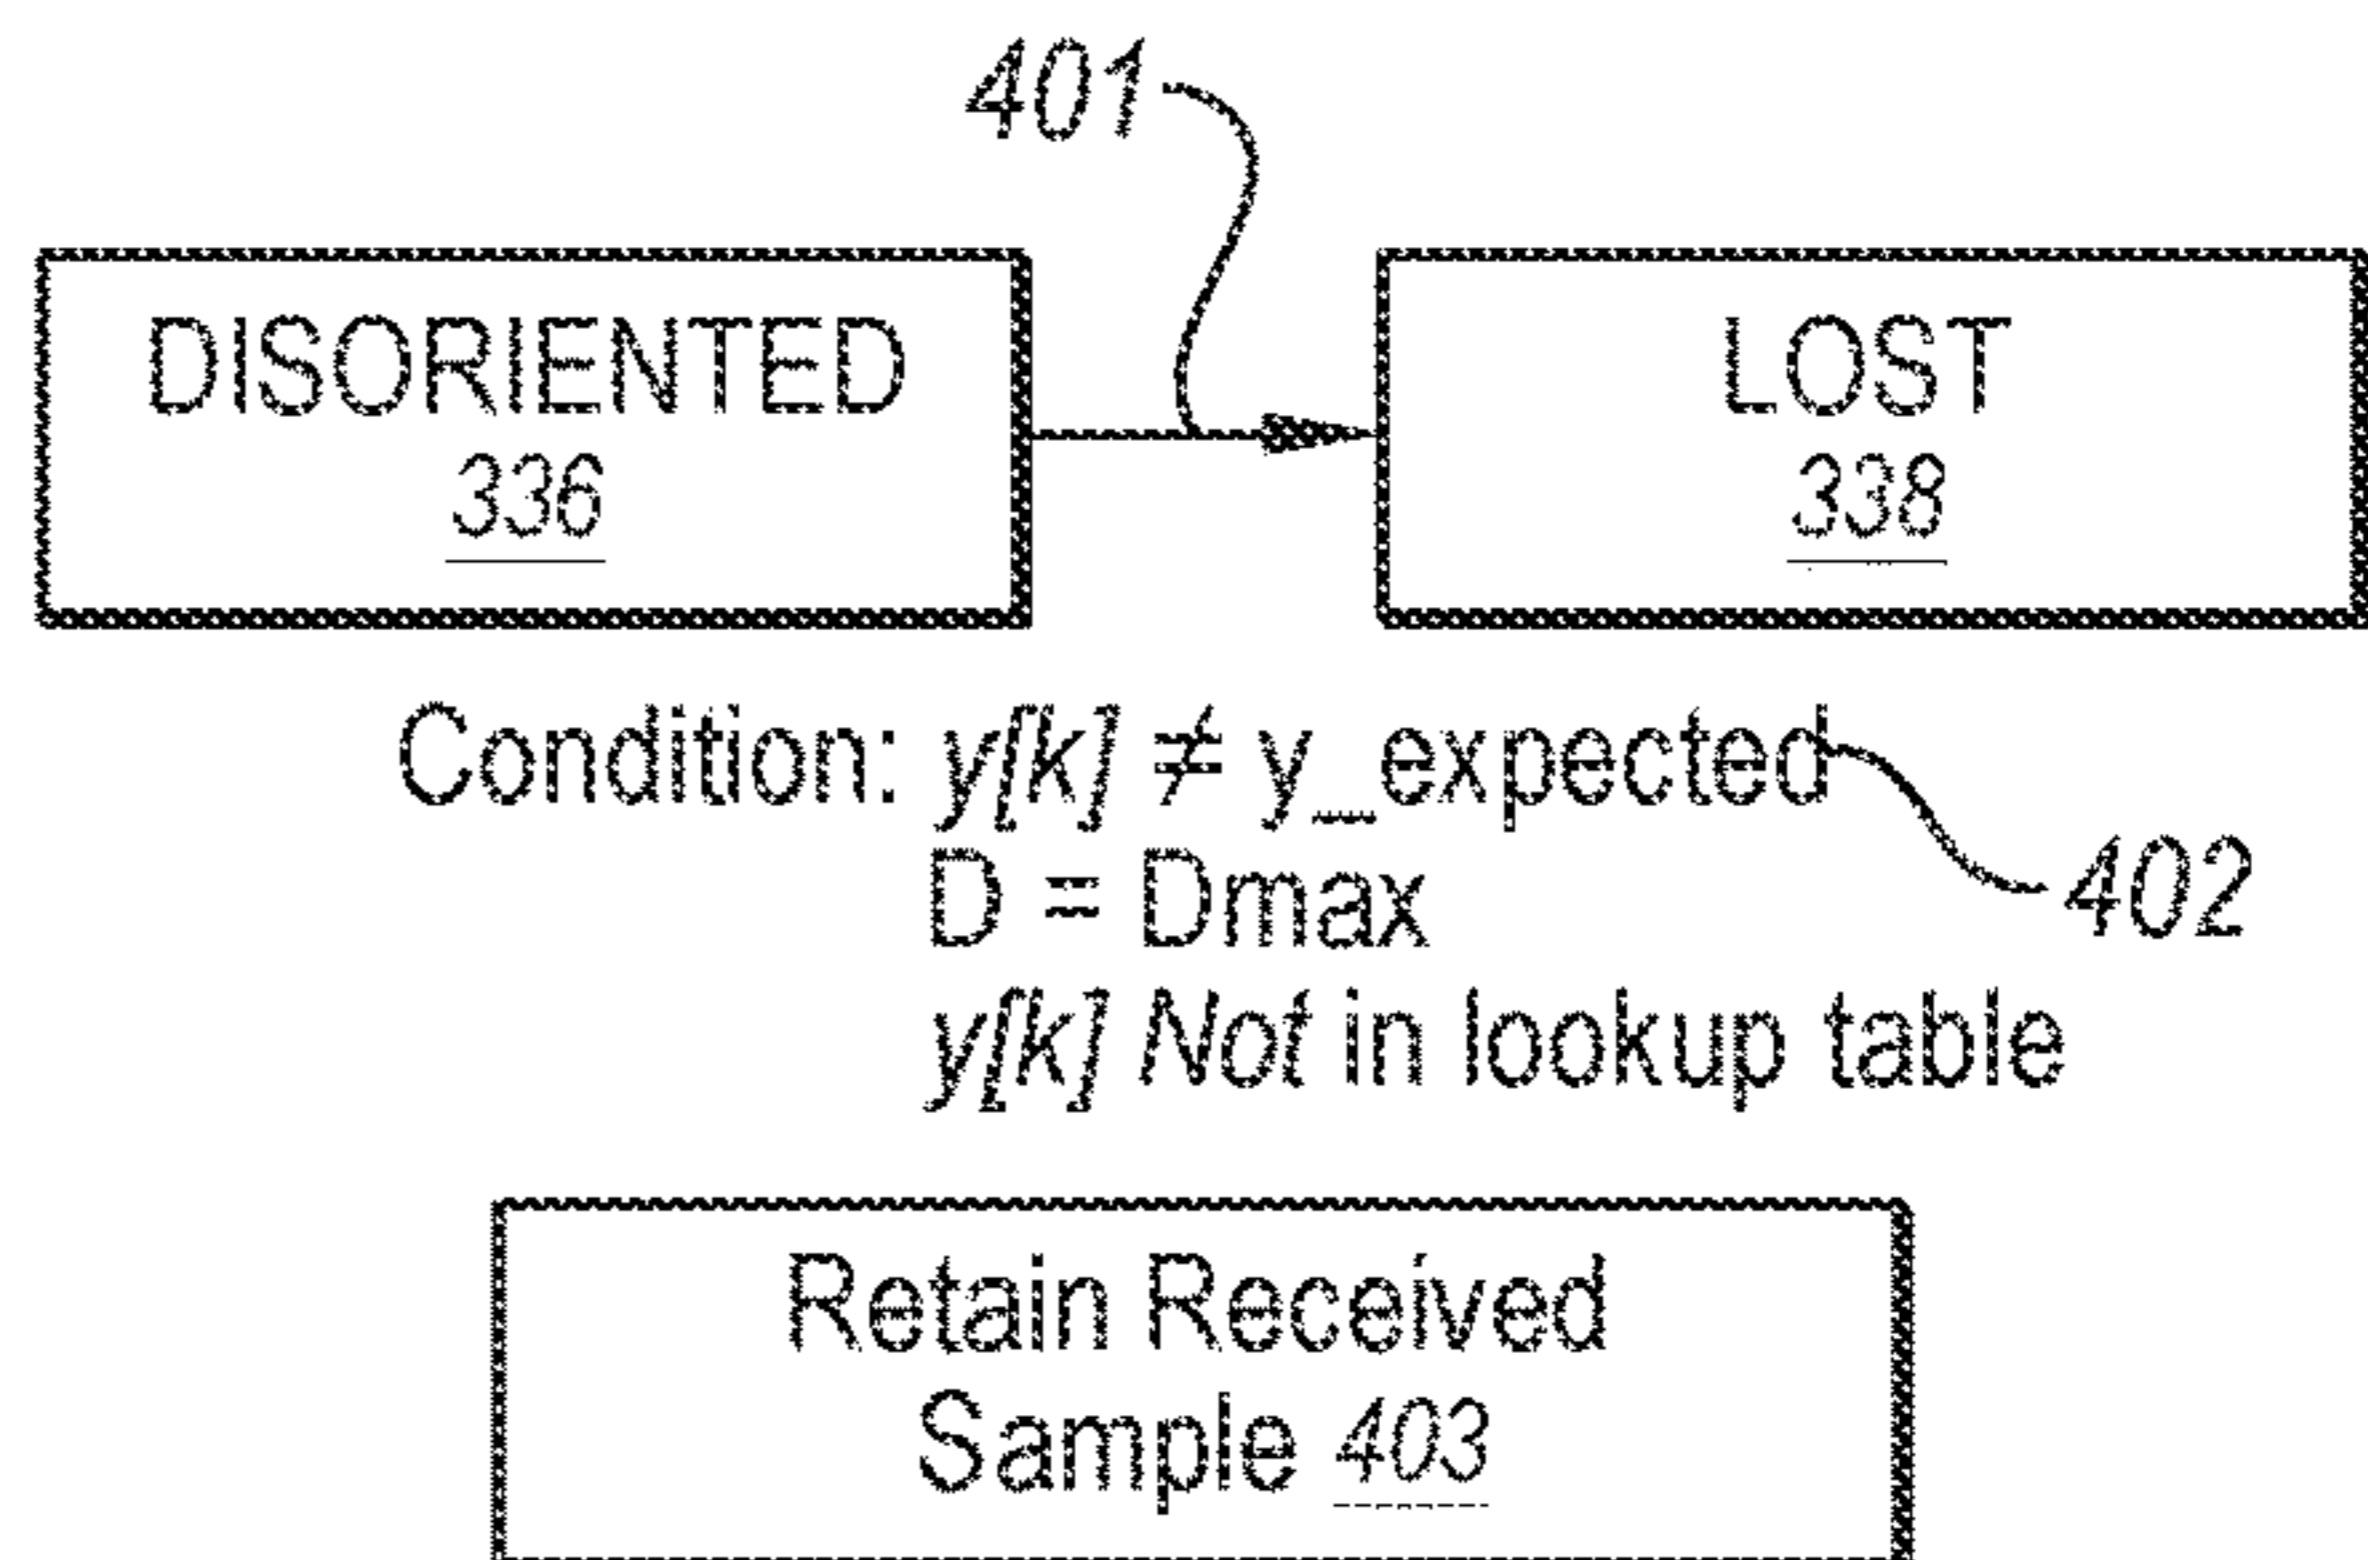 401
DISORIENTED
336
LOST
338
Condition: y[k] ≠ y_expected
402
D = Dmax
y[k] Not in lookup table
Retain Received
Sample 403